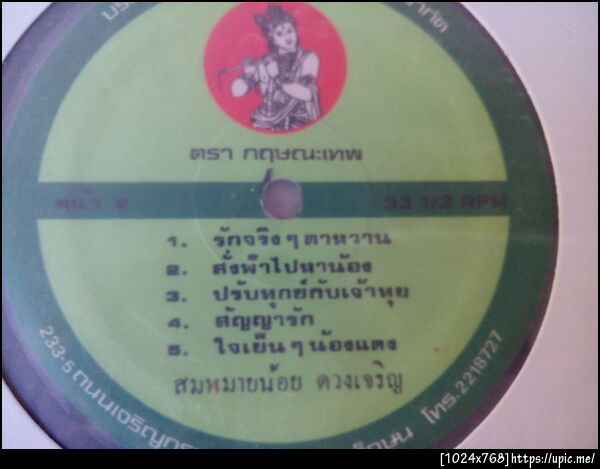 ตรา กฤษณะเทพ
หน้า 2
33 1/3 RPM
1. รักจริงๆตาหวาน
2. สั่งฟ้าไปหาน้อง
3. ปรับทุกข์กับเจ้าทุย
4. สัญญารัก
5. ใจเย็นๆน้องแตง
สมหมายน้อย ดวงเจริญ
233-5 ถนนเจริญกรุง
โทร.2218727
[1024x768]https://upic.me/